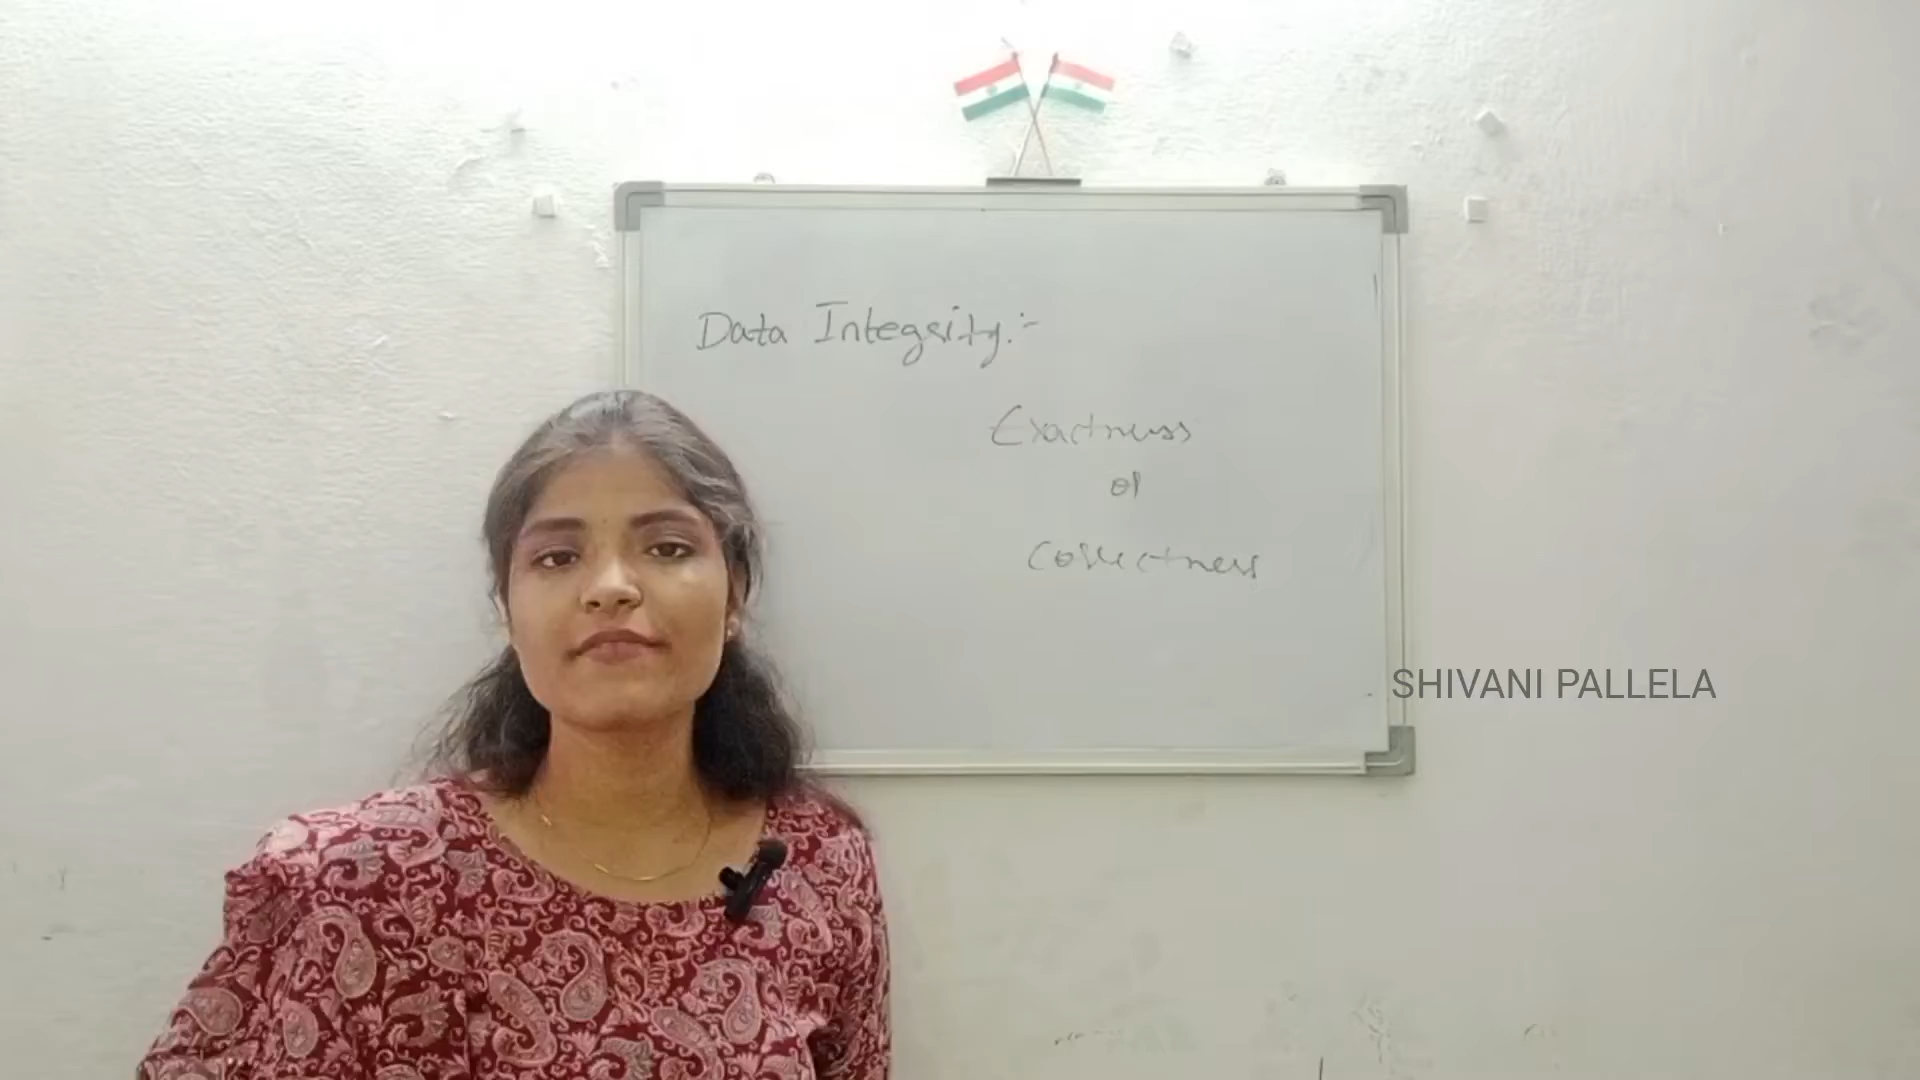 Data Integrity:-
Exactness
or
Correctness
SHIVANI PALLELA